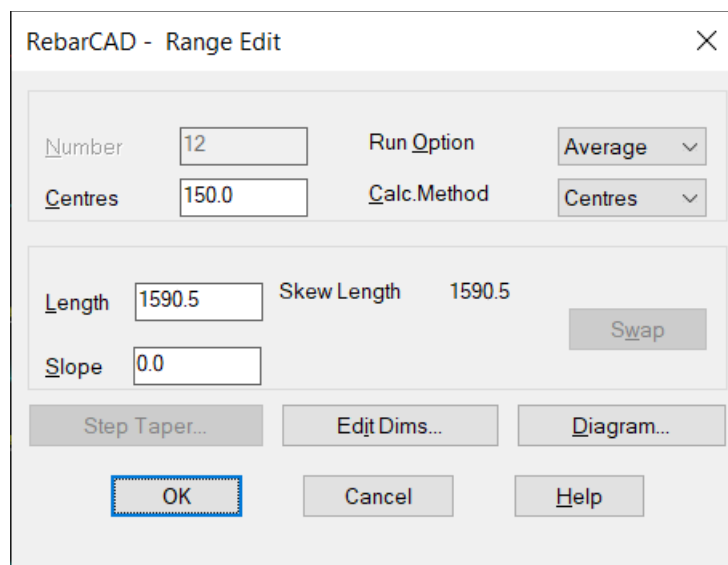 RebarCAD - Range Edit
Number 12 Run Option Average
Centres 150.0 Calc.Method Centres
Length 1590.5 Skew Length 1590.5
Swap
Slope 0.0
Step Taper... Edit Dims... Diagram...
OK Cancel Help